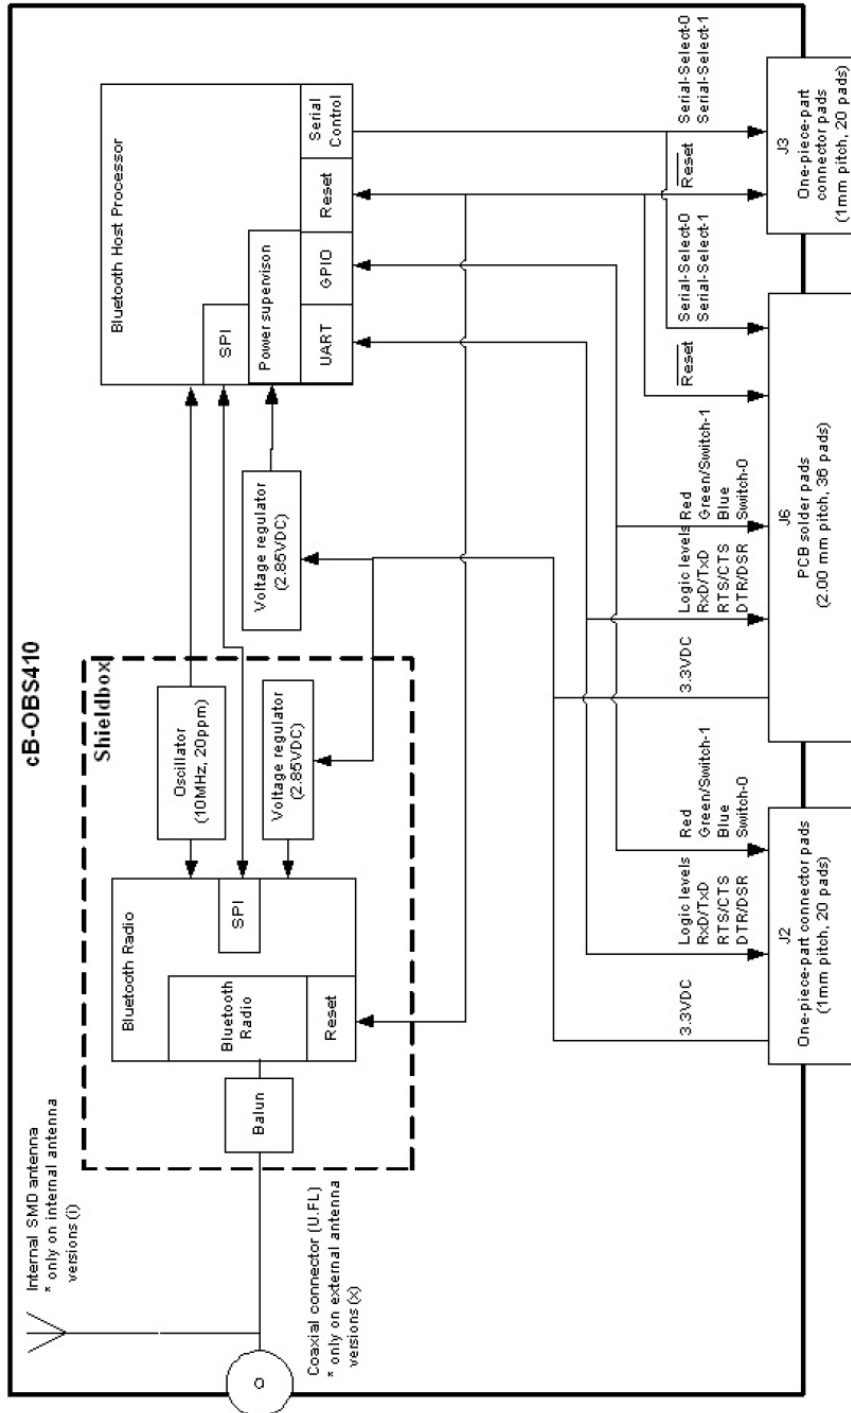 cB-OBS410
Internal SMD antenna
* only on internal antenna
versions (i)
Coaxial connector (U.FL)
* only on external antenna
versions (x)
Shieldbox
Balun
Bluetooth Radio
Bluetooth
Radio
Reset
SPI
Oscillator
(10MHz, 20ppm)
Voltage regulator
(2.85VDC)
Voltage regulator
(2.85VDC)
Bluetooth Host Processor
SPI
Power supervison
UART
GPIO
Reset
Serial
Control
3.3VDC
Logic levels
RxD/TxD
RTS/CTS
DTR/DSR
Red
Green/Switch-1
Blue
Switch-0
3.3VDC
Logic levels
RxD/TxD
RTS/CTS
DTR/DSR
Red
Green/Switch-1
Blue
Switch-0
Reset
Serial-Select-0
Serial-Select-1
Reset
Serial-Select-0
Serial-Select-1
J2
One-piece-part connector pads
(1mm pitch, 20 pads)
J6
PCB solder pads
(2.00 mm pitch, 36 pads)
J3
One-piece-part
connector pads
(1mm pitch, 20 pads)